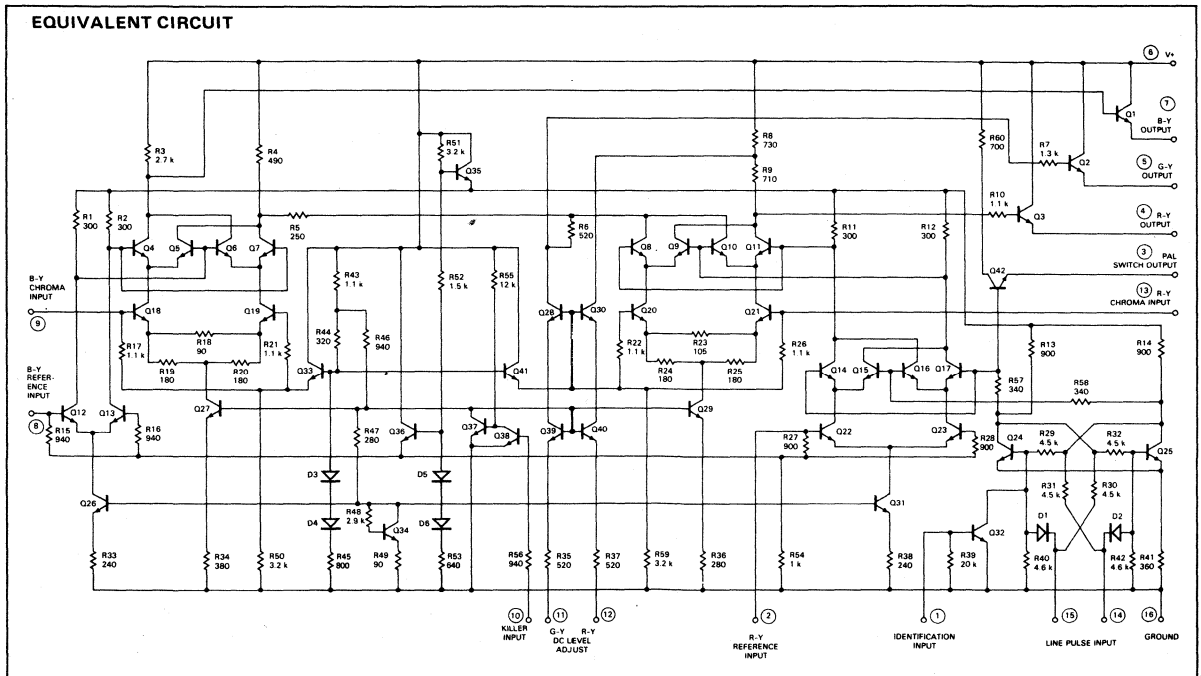 EQUIVALENT CIRCUIT
6 V+
7
B-Y
OUTPUT
Q1
R3
2.7 k
R4
490
R51
3.2 k
Q35
R8
730
R60
700
R7
1.3 k
Q2
5
G-Y
OUTPUT
R9
710
R10
1.1 k
Q3
4
R-Y
OUTPUT
R1
300
R2
300
R5
250
R6
520
R11
300
R12
300
Q4
Q5
Q6
Q7
Q8
Q9
Q10
Q11
Q42
3
PAL
SWITCH OUTPUT
B-Y
CHROMA
INPUT
9
R43
1.1 k
R52
1.5 k
R55
12 k
13
R-Y
CHROMA INPUT
Q18
Q19
R18
90
R44
320
R46
940
Q28
Q30
Q20
Q21
R23
105
R17
1.1 k
R21
1.1 k
R19
180
R20
180
Q33
Q41
R22
1.1 k
R24
180
R25
180
R26
1.1 k
Q14
Q15
Q16
Q17
R13
900
R14
900
R57
340
R58
340
B-Y
REFER-
ENCE
INPUT
8
Q12
Q13
R15
940
R16
940
Q27
R47
280
Q36
Q37
Q38
Q39
Q40
Q29
Q22
Q23
R27
900
R28
900
Q24
R29
4.5 k
R32
4.5 k
Q25
R31
4.5 k
R30
4.5 k
D3
D5
Q26
R48
2.9 k
Q34
Q31
Q32
D1
D2
D4
D6
R33
240
R34
380
R50
3.2 k
R45
800
R49
90
R53
640
R56
940
R35
520
R37
520
R59
3.2 k
R36
280
R54
1 k
R38
240
R39
20 k
R40
4.6 k
R42
4.6 k
R41
360
10
KILLER
INPUT
11
12
G-Y R-Y
DC LEVEL
ADJUST
2
R-Y
REFERENCE
INPUT
1
IDENTIFICATION
INPUT
15
14
LINE PULSE INPUT
16
GROUND